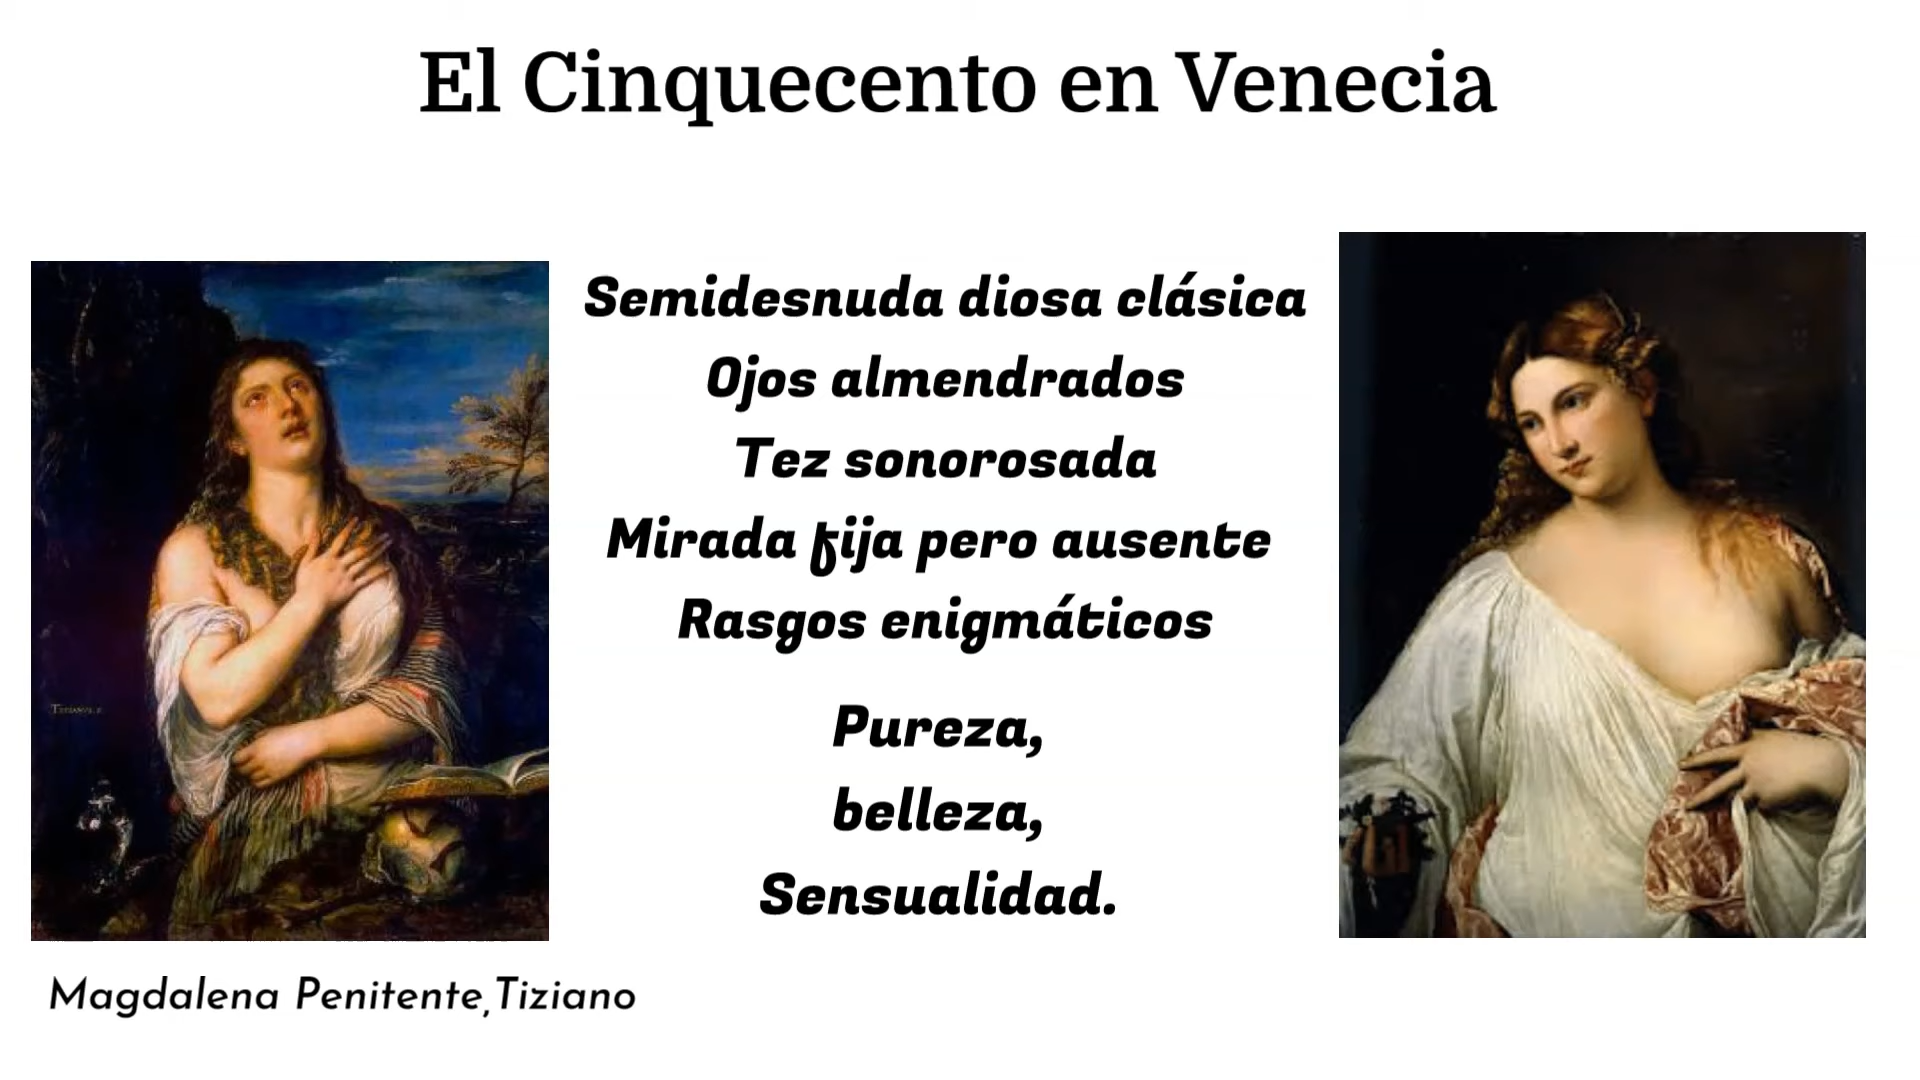 El Cinquecento en Venecia
Semidesnuda diosa clásica
Ojos almendrados
Tez sonorosada
Mirada fija pero ausente
Rasgos enigmáticos
Pureza,
belleza,
Sensualidad.
Magdalena Penitente,Tiziano